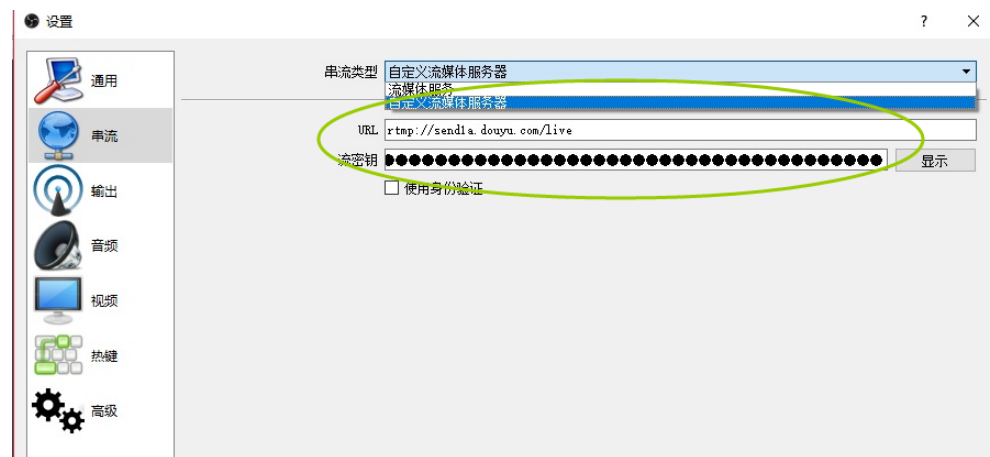 设置
?
通用
串流
输出
音频
视频
热键
高级
串流类型
自定义流媒体服务器
流媒体服务
自定义流媒体服务器
URL
rtmp://send1a.douyu.com/live
流密钥
显示
使用身份验证